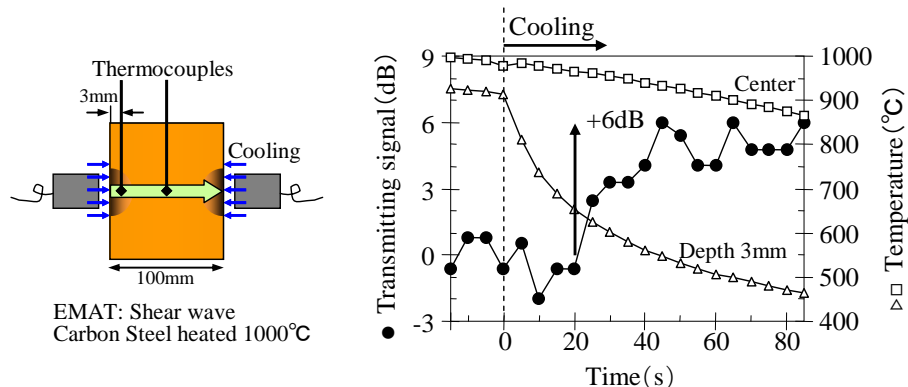 Thermocouples
3mm
Cooling
100mm
EMAT: Shear wave
Carbon Steel heated 1000℃
Cooling
9
6
3
0
-3
● Transmitting signal(dB)
+6dB
Center
Depth 3mm
1000
900
800
700
600
500
400
△□ Temperature(℃)
0 20 40 60 80
Time(s)